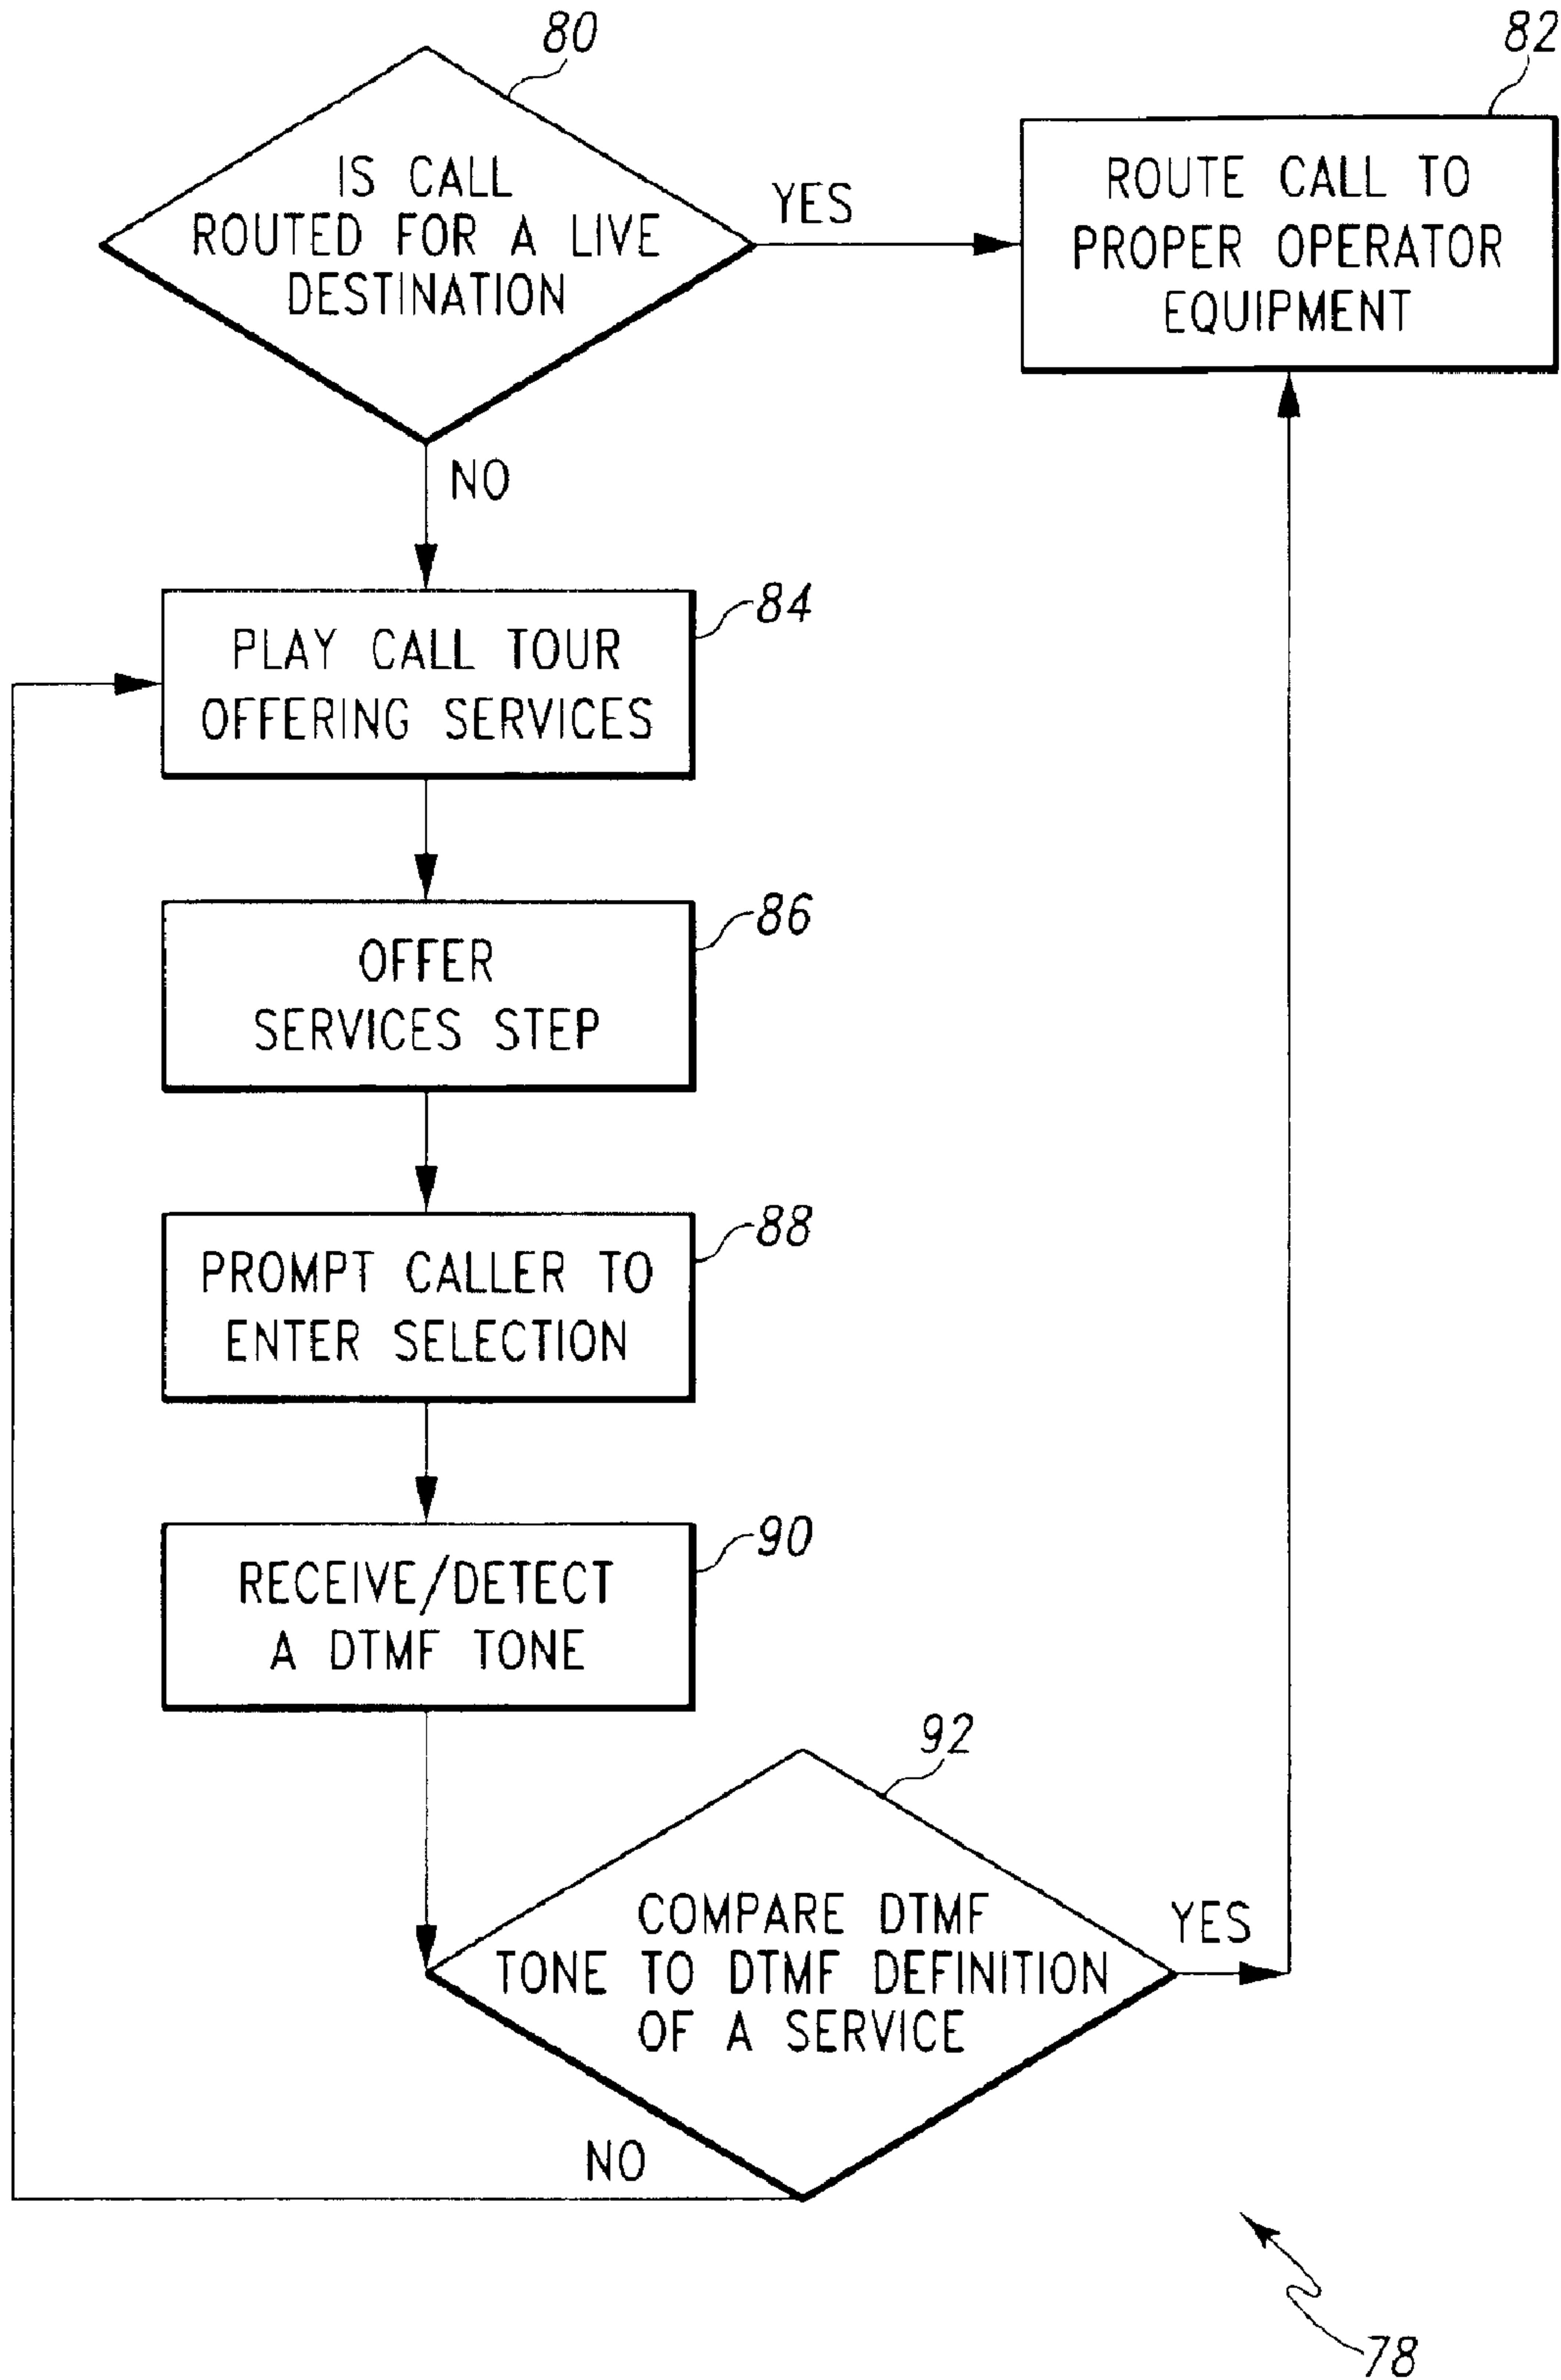 80
IS CALL
ROUTED FOR A LIVE
DESTINATION
YES
82
ROUTE CALL TO
PROPER OPERATOR
EQUIPMENT
NO
84
PLAY CALL TOUR
OFFERING SERVICES
86
OFFER
SERVICES STEP
88
PROMPT CALLER TO
ENTER SELECTION
90
RECEIVE/DETECT
A DTMF TONE
92
COMPARE DTMF
TONE TO DTMF DEFINITION
OF A SERVICE
YES
NO
78